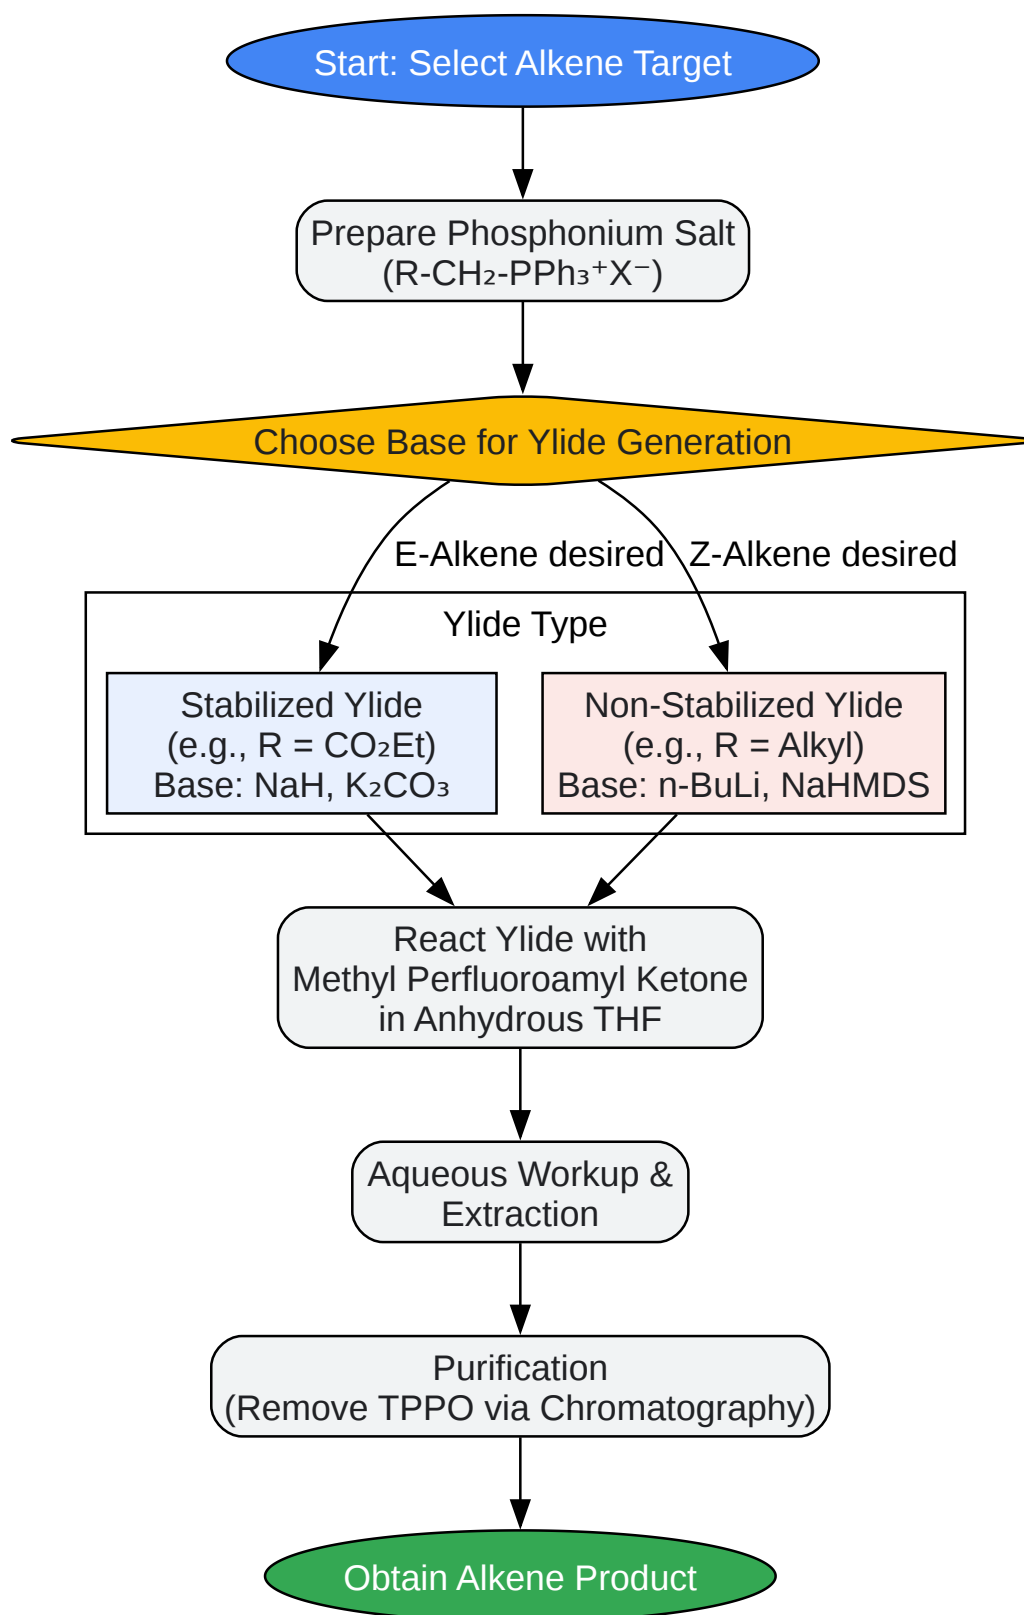 Start: Select Alkene Target
Prepare Phosphonium Salt
(R-CH₂-PPh₃⁺X⁻)
Choose Base for Ylide Generation
E-Alkene desired
Z-Alkene desired
Ylide Type
Stabilized Ylide
(e.g., R = CO₂Et)
Base: NaH, K₂CO₃
Non-Stabilized Ylide
(e.g., R = Alkyl)
Base: n-BuLi, NaHMDS
React Ylide with
Methyl Perfluoroamyl Ketone
in Anhydrous THF
Aqueous Workup &
Extraction
Purification
(Remove TPPO via Chromatography)
Obtain Alkene Product